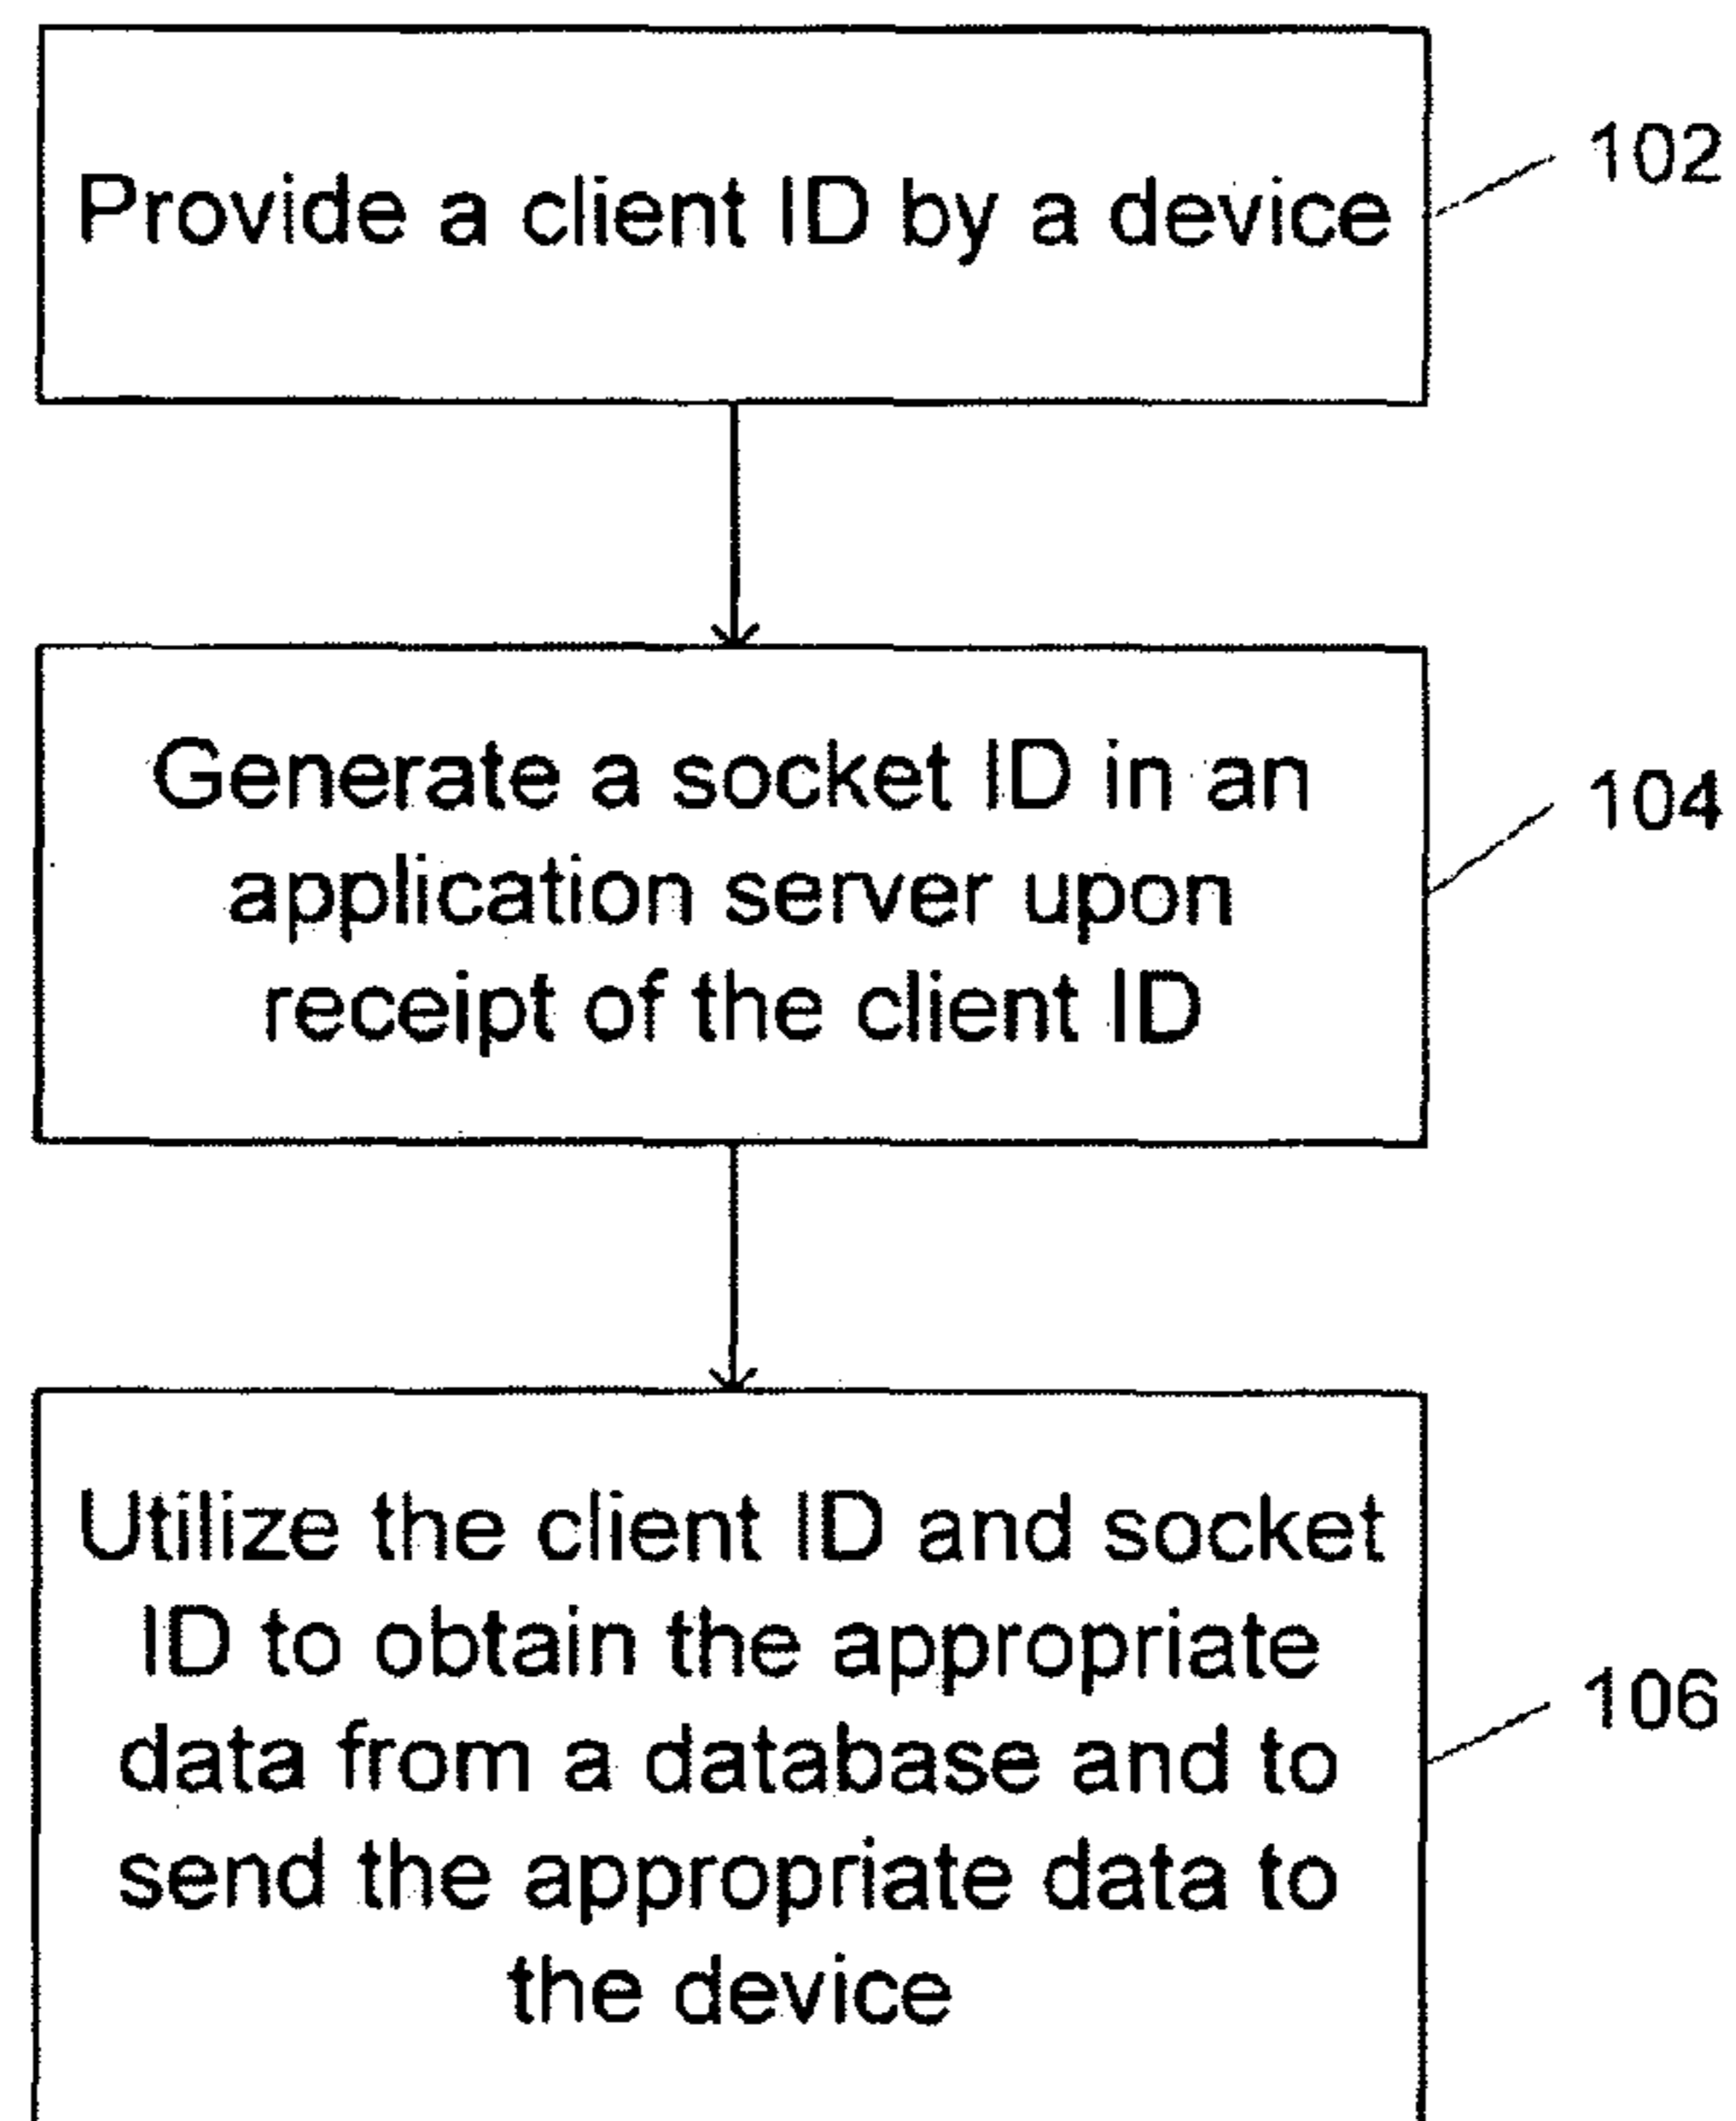 Provide a client ID by a device
102
Generate a socket ID in an
application server upon
receipt of the client ID
104
Utilize the client ID and socket
ID to obtain the appropriate
data from a database and to
send the appropriate data to
the device
106